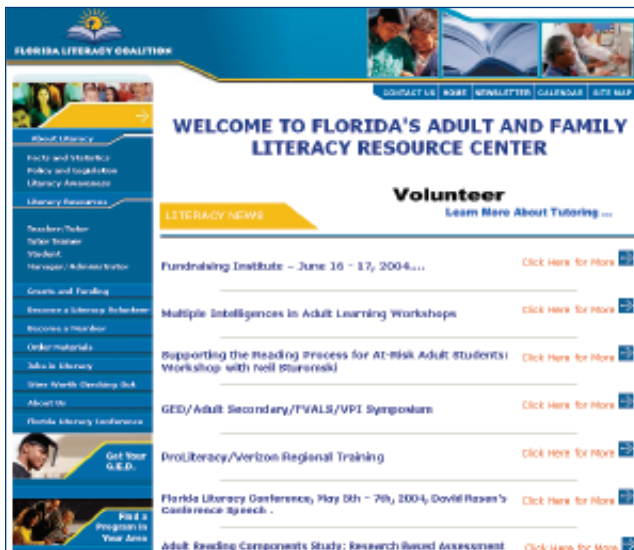 FLORIDA LITERACY COALITION
CONTACT US HOME NEWSLETTER CALENDAR SITE MAP
WELCOME TO FLORIDA'S ADULT AND FAMILY
LITERACY RESOURCE CENTER
Volunteer
Learn More About Tutoring ...
LITERACY NEWS
Fundraising Institute – June 16 - 17, 2004....
Click Here for More
Multiple Intelligences in Adult Learning Workshops
Click Here for More
Supporting the Reading Process for At-Risk Adult Students:
Workshop with Neil Sturomski
Click Here for More
GED/Adult Secondary/FVALS/VPI Symposium
Click Here for More
ProLiteracy/Verizon Regional Training
Click Here for More
Florida Literacy Conference, May 5th - 7th, 2004, David Rosen's
Conference Speech .
Click Here for More
Adult Reading Components Study: Research Based Assessment
Click Here for More
About Literacy
Facts and Statistics
Policy and Legislation
Literacy Awareness
Literacy Resources
Teacher/Tutor
Tutor Trainer
Student
Manager/Administrator
Grants and Funding
Become a Literacy Volunteer
Become a Member
Order Materials
Jobs in Literacy
Sites Worth Checking Out
About Us
Florida Literacy Conference
Get Your
G.E.D.
Find a
Program in
Your Area